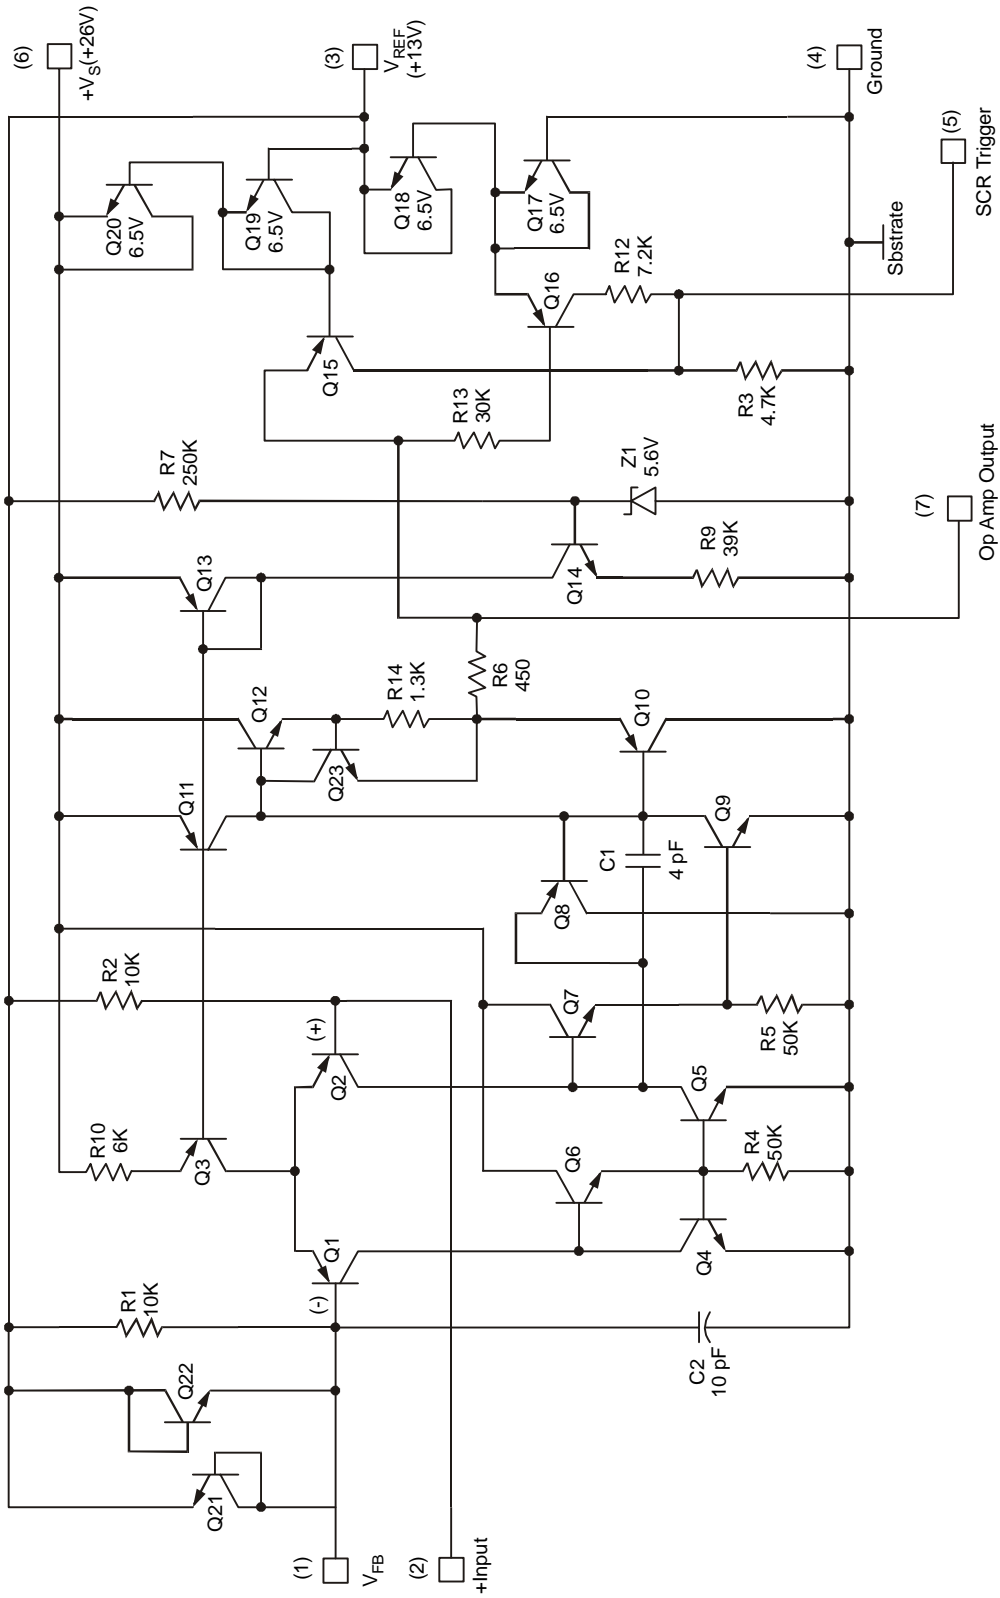 (6)
+VS(+26V)
(3)
VREF
(+13V)
(4)
Ground
(5)
SCR Trigger
Sbstrate
(7)
Op Amp Output
Q20
6.5V
Q19
6.5V
Q18
6.5V
Q17
6.5V
Q16
R12
7.2K
Q15
R13
30K
R3
4.7K
R7
250K
Z1
5.6V
Q13
Q14
R9
39K
Q12
R14
1.3K
R6
450
Q23
Q10
Q11
Q9
C1
4 pF
Q8
R2
10K
(+)
Q2
Q7
R5
50K
R10
6K
Q3
Q6
Q5
R4
50K
Q1
(-)
Q4
R1
10K
C2
10 pF
Q22
Q21
(1)
VFB
(2)
+Input